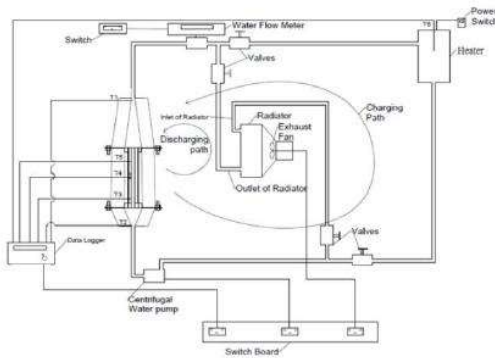 Power
Switch
Water Flow Meter
Switch
T6
Heater
Valves
T1
Inlet of Radiator
Radiator
Charging
Path
Exhaust
Fan
Discharging
path
T5
T4
Outlet of Radiator
T3
T2
Valves
Data Logger
Centrifugal
Water pump
Switch Board